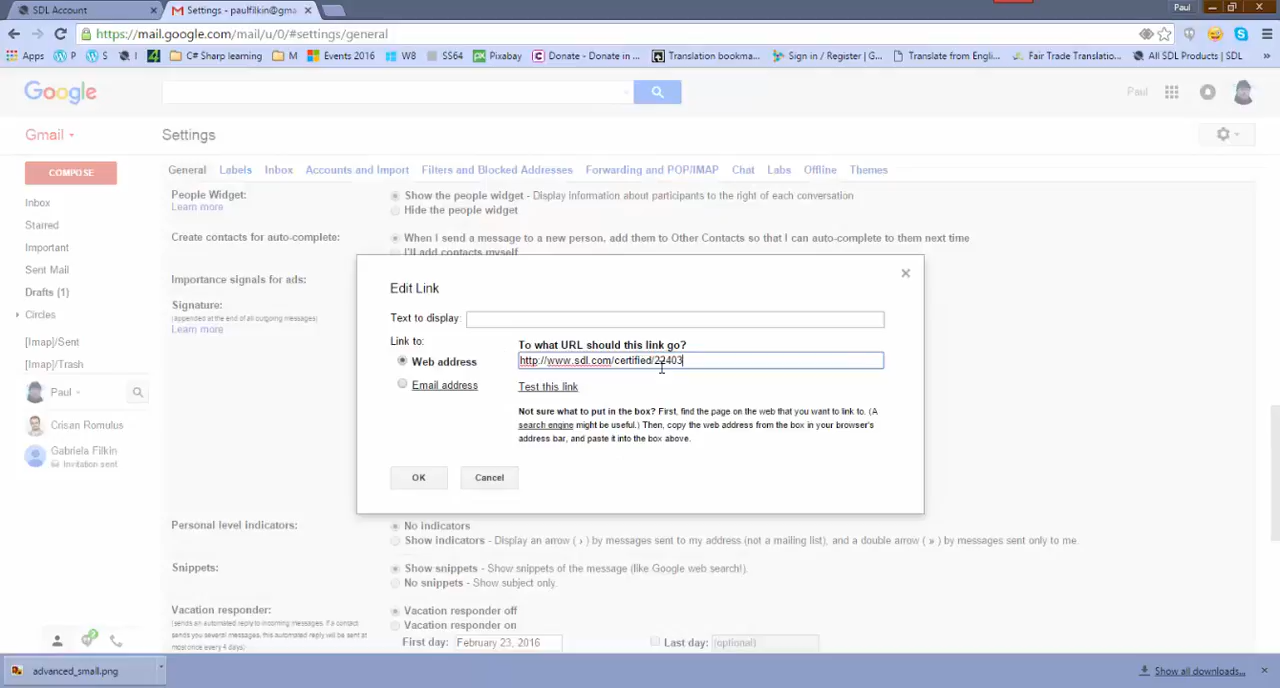 SDL Account
Settings - paulfilkin@gma
Paul
https://mail.google.com/mail/u/0/#settings/general
Apps
P
S
I
C# Sharp learning
M
Events 2016
W8
SS64
Pixabay
Donate - Donate in ...
Translation bookma...
Sign in / Register | G...
Translate from Engli...
Fair Trade Translatio...
All SDL Products | SDL
»
Google
Paul
Gmail
Settings
COMPOSE
General
Labels
Inbox
Accounts and Import
Filters and Blocked Addresses
Forwarding and POP/IMAP
Chat
Labs
Offline
Themes
Inbox
Starred
Important
Sent Mail
Drafts (1)
Circles
[Imap]/Sent
[Imap]/Trash
Paul
Crisan Romulus
Gabriela Filkin
Invitation sent
People Widget:
Learn more
Show the people widget - Display information about participants to the right of each conversation
Hide the people widget
Create contacts for auto-complete:
When I send a message to a new person, add them to Other Contacts so that I can auto-complete to them next time
I'll add contacts myself
Importance signals for ads:
Signature:
(appended at the end of all outgoing messages)
Learn more
Edit Link
Text to display:
Link to:
Web address
Email address
To what URL should this link go?
http://www.sdl.com/certified/22403
Test this link
Not sure what to put in the box? First, find the page on the web that you want to link to. (A
search engine might be useful.) Then, copy the web address from the box in your browser's
address bar, and paste it into the box above.
OK
Cancel
Personal level indicators:
No indicators
Show indicators - Display an arrow ( › ) by messages sent to my address (not a mailing list), and a double arrow ( » ) by messages sent only to me.
Snippets:
Show snippets - Show snippets of the message (like Google web search!).
No snippets - Show subject only.
Vacation responder:
(sends an automated reply to incoming messages. If a contact
sends you several messages, this automated reply will be sent at
most once every 4 days)
Vacation responder off
Vacation responder on
First day:
February 23, 2016
Last day:
(optional)
advanced_small.png
Show all downloads...